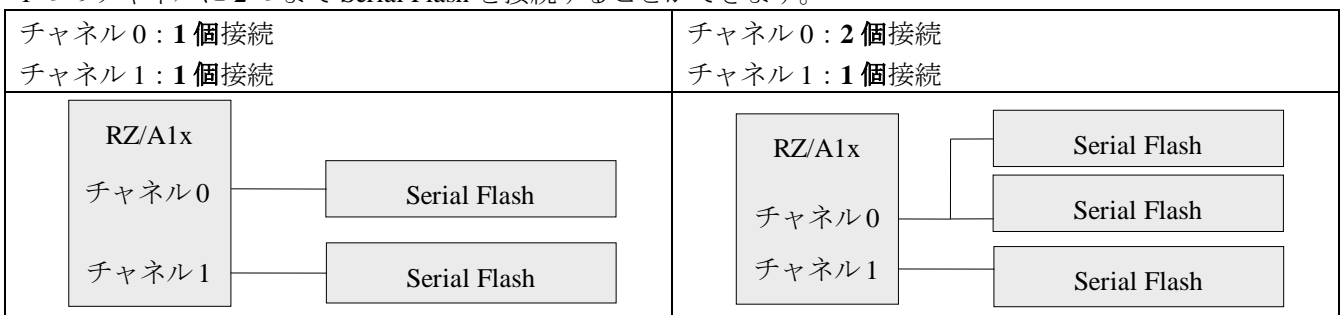 1 つのチャネルに 2 つまで Serial Flash を接続することができます。
チャネル 0：1 個接続
チャネル 1：1 個接続
チャネル 0：2 個接続
チャネル 1：1 個接続
RZ/A1x
チャネル 0
Serial Flash
チャネル 1
Serial Flash
RZ/A1x
Serial Flash
チャネル 0
Serial Flash
チャネル 1
Serial Flash